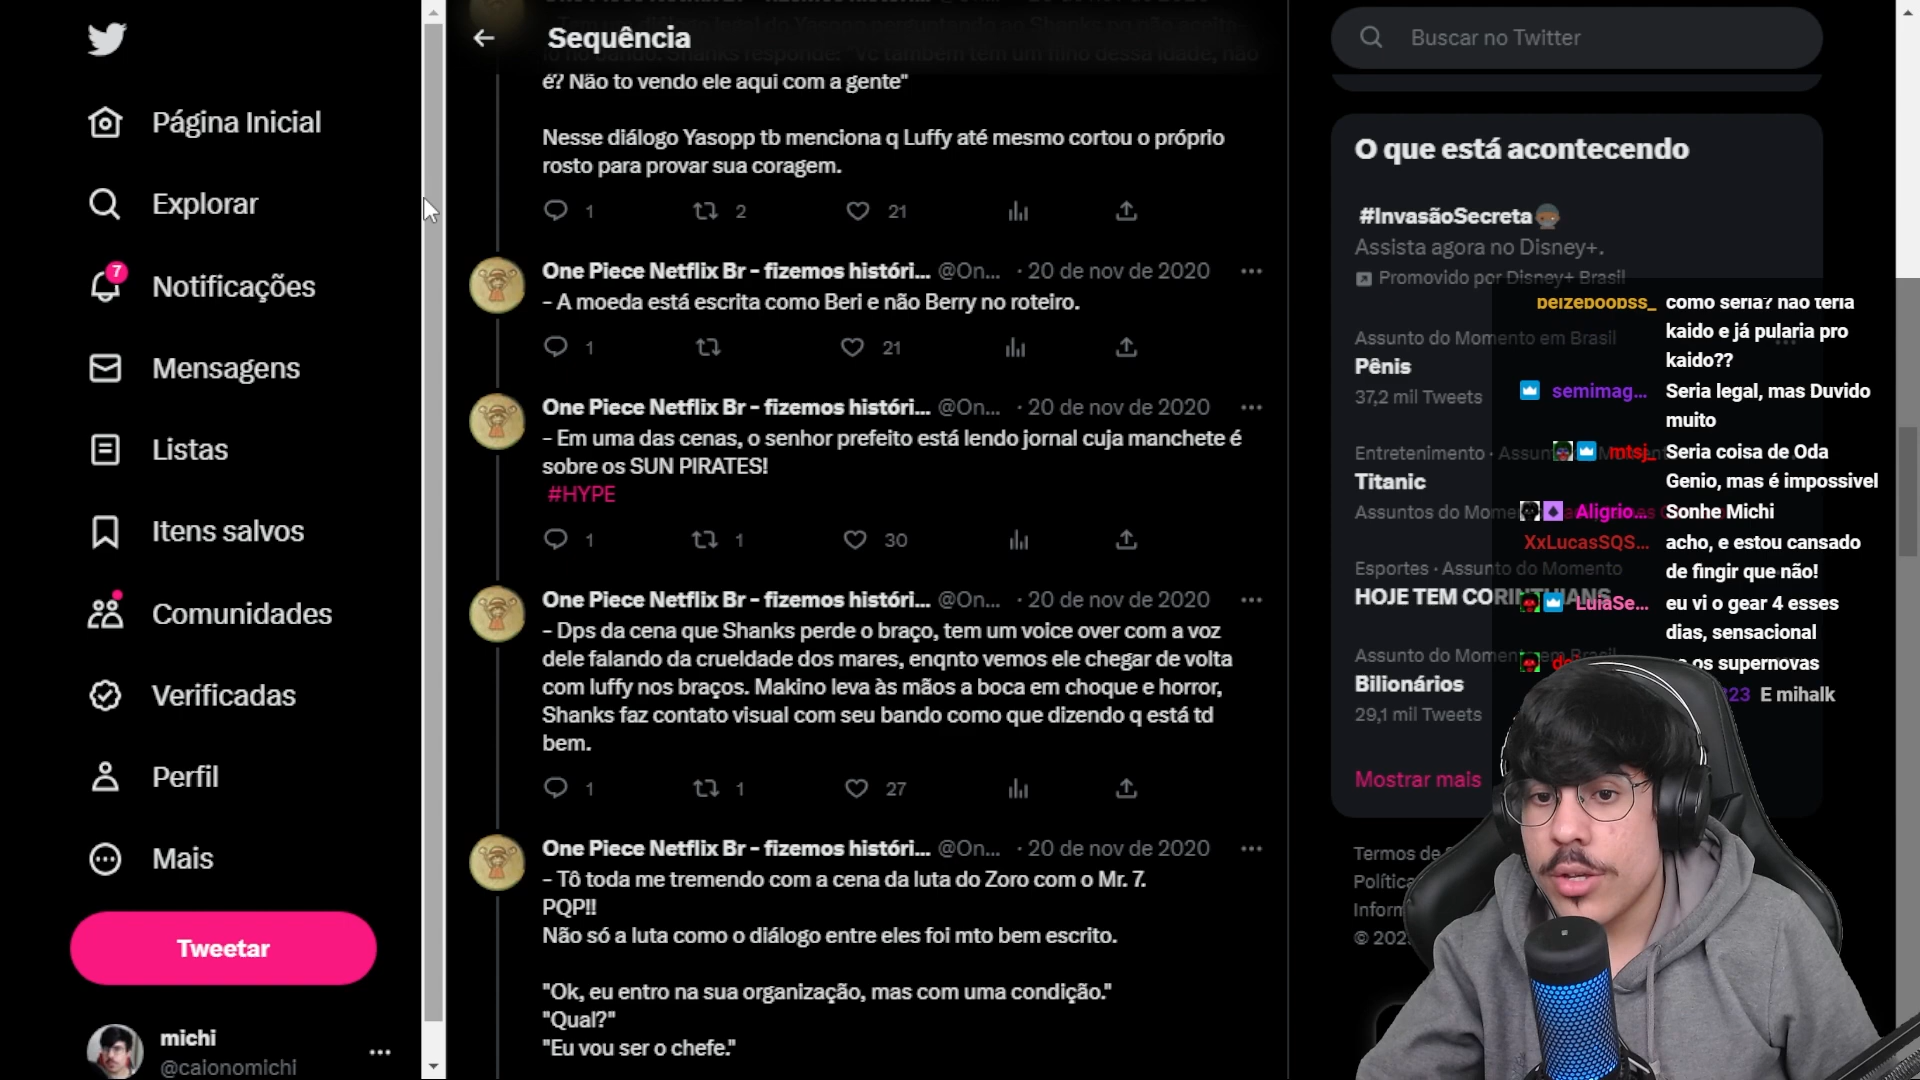 Página Inicial
Explorar
7
Notificações
Mensagens
Listas
Itens salvos
Comunidades
Verificadas
Perfil
Mais
Tweetar
michi
@caionomichi
Sequência
é? Não to vendo ele aqui com a gente"
Nesse diálogo Yasopp tb menciona q Luffy até mesmo cortou o próprio
rosto para provar sua coragem.
1 2 21
One Piece Netflix Br - fizemos históri... @On... · 20 de nov de 2020
- A moeda está escrita como Beri e não Berry no roteiro.
1 21
One Piece Netflix Br - fizemos históri... @On... · 20 de nov de 2020
- Em uma das cenas, o senhor prefeito está lendo jornal cuja manchete é
sobre os SUN PIRATES!
#HYPE
1 1 30
One Piece Netflix Br - fizemos históri... @On... · 20 de nov de 2020
- Dps da cena que Shanks perde o braço, tem um voice over com a voz
dele falando da crueldade dos mares, enqnto vemos ele chegar de volta
com luffy nos braços. Makino leva às mãos a boca em choque e horror,
Shanks faz contato visual com seu bando como que dizendo q está td
bem.
1 1 27
One Piece Netflix Br - fizemos históri... @On... · 20 de nov de 2020
- Tô toda me tremendo com a cena da luta do Zoro com o Mr. 7.
PQP!!
Não só a luta como o diálogo entre eles foi mto bem escrito.
"Ok, eu entro na sua organização, mas com uma condição."
"Qual?"
"Eu vou ser o chefe."
Buscar no Twitter
O que está acontecendo
#InvasãoSecreta
Assista agora no Disney+.
Promovido por Disney+ Brasil
Assunto do Momento em Brasil
Pênis
37,2 mil Tweets
Entretenimento ·
Titanic
Assuntos do
Esportes · Assunto do Momento
HOJE TEM CORINTHIANS
Assunto do Momento em Brasil
Bilionários
29,1 mil Tweets
Mostrar mais
Termos de
© 202
belzeboobss_ como seria? não teria
kaido e já pularia pro
kaido??
semimag... Seria legal, mas Duvido
muito
mtsj_ Seria coisa de Oda
Genio, mas é impossivel
Aligrio... Sonhe Michi
XxLucasSQS... acho, e estou cansado
de fingir que não!
LuiaSe... eu vi o gear 4 esses
dias, sensacional
os supernovas
23 E mihalk